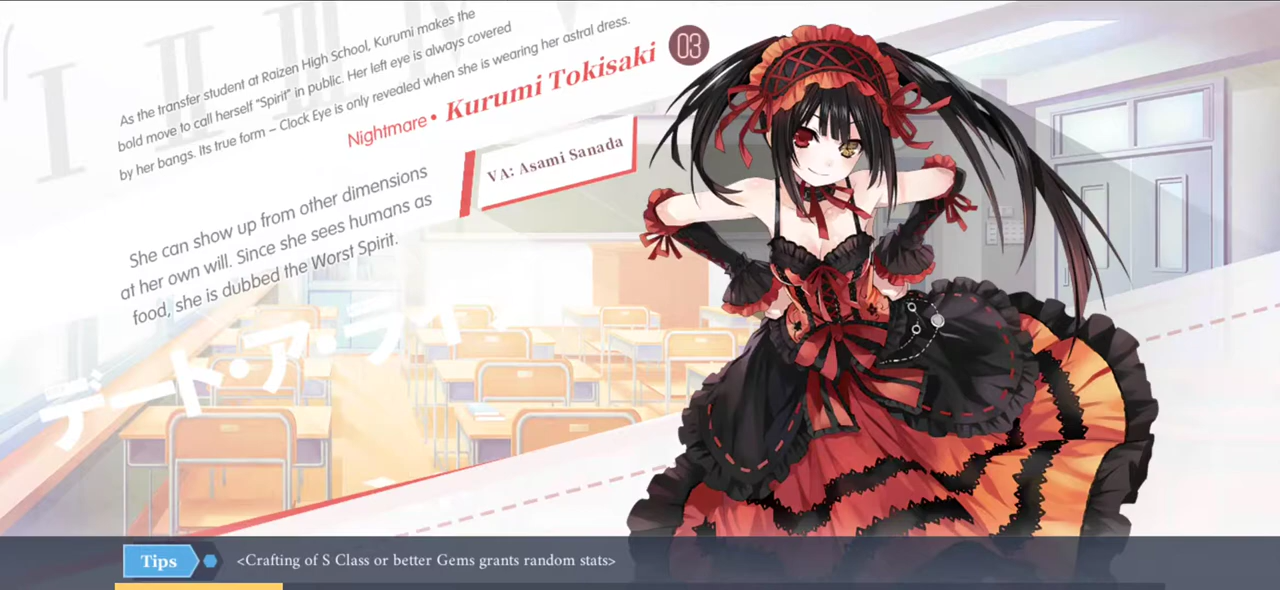 I II III IV
As the transfer student at Raizen High School, Kurumi makes the
bold move to call herself "Spirit" in public. Her left eye is always covered
by her bangs. Its true form – Clock Eye is only revealed when she is wearing her astral dress.
03
Nightmare • Kurumi Tokisaki
VA: Asami Sanada
She can show up from other dimensions
at her own will. Since she sees humans as
food, she is dubbed the Worst Spirit.
デート・ア・ライ
Tips
<Crafting of S Class or better Gems grants random stats>